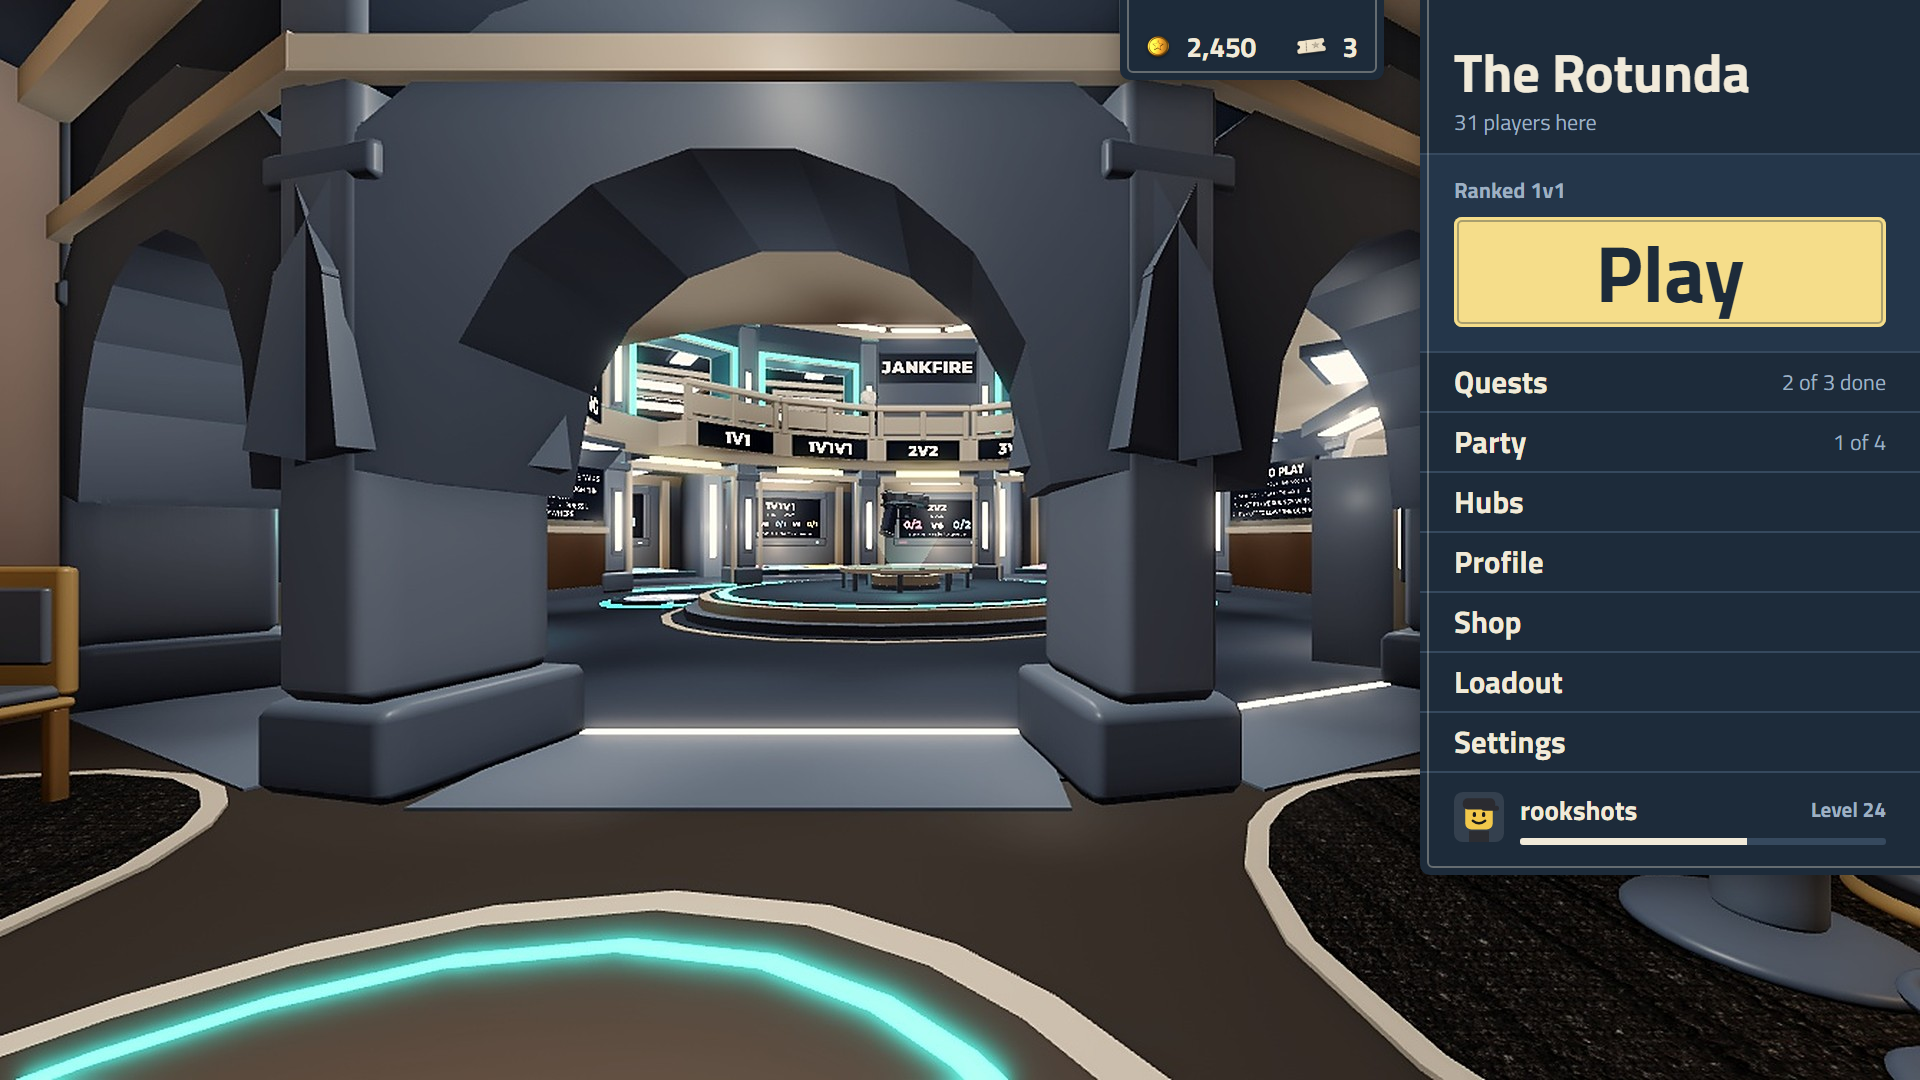 2,450 3
The Rotunda
31 players here
Ranked 1v1
Play
Quests 2 of 3 done
Party 1 of 4
Hubs
Profile
Shop
Loadout
Settings
rookshots Level 24
JANKFIRE
1V1 1V1V1 2V2
1V1V1
2V2
0/2 VS 0/2
O PLAY